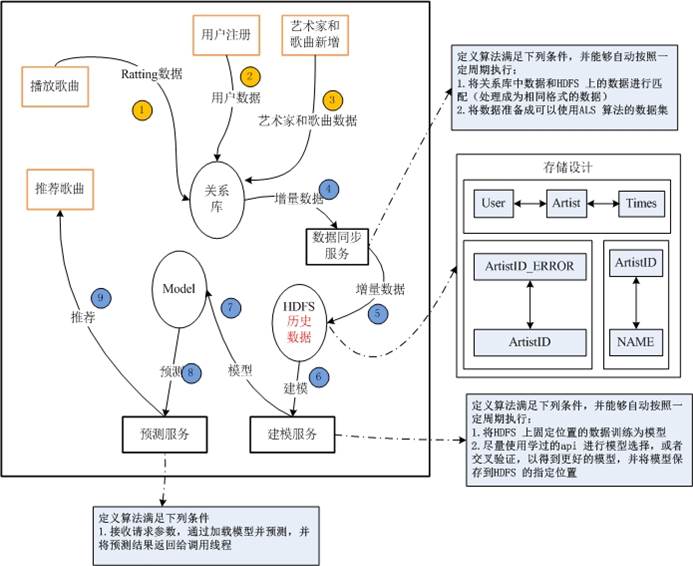 用户注册
艺术家和
歌曲新增
播放歌曲
Ratting数据
1
2
用户数据
3
艺术家和歌曲数据
推荐歌曲
关系
库
4
增量数据
数据同步
服务
Model
HDFS
历史
数据
增量数据
5
9
推荐
7
预测
8
模型
6
建模
预测服务
建模服务
定义算法满足下列条件，并能够自动按照一
定周期执行：
1.将关系库中数据和HDFS 上的数据进行匹
配（处理成为相同格式的数据）
2.将数据准备成可以使用ALS 算法的数据集
存储设计
User
Artist
Times
ArtistID_ERROR
ArtistID
ArtistID
NAME
定义算法满足下列条件，并能够自动按照一
定周期执行：
1.将HDFS 上固定位置的数据训练为模型
2.尽量使用学过的api 进行模型选择，或者
交叉验证，以得到更好的模型，并将模型保
存到HDFS 的指定位置
定义算法满足下列条件
1.接收请求参数，通过加载模型并预测，并
将预测结果返回给调用线程